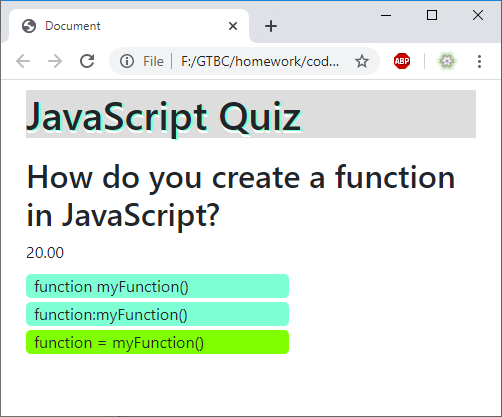 Document
File
F:/GTBC/homework/cod...
ABP
JavaScript Quiz
How do you create a function
in JavaScript?
20.00
function myFunction()
function:myFunction()
function = myFunction()